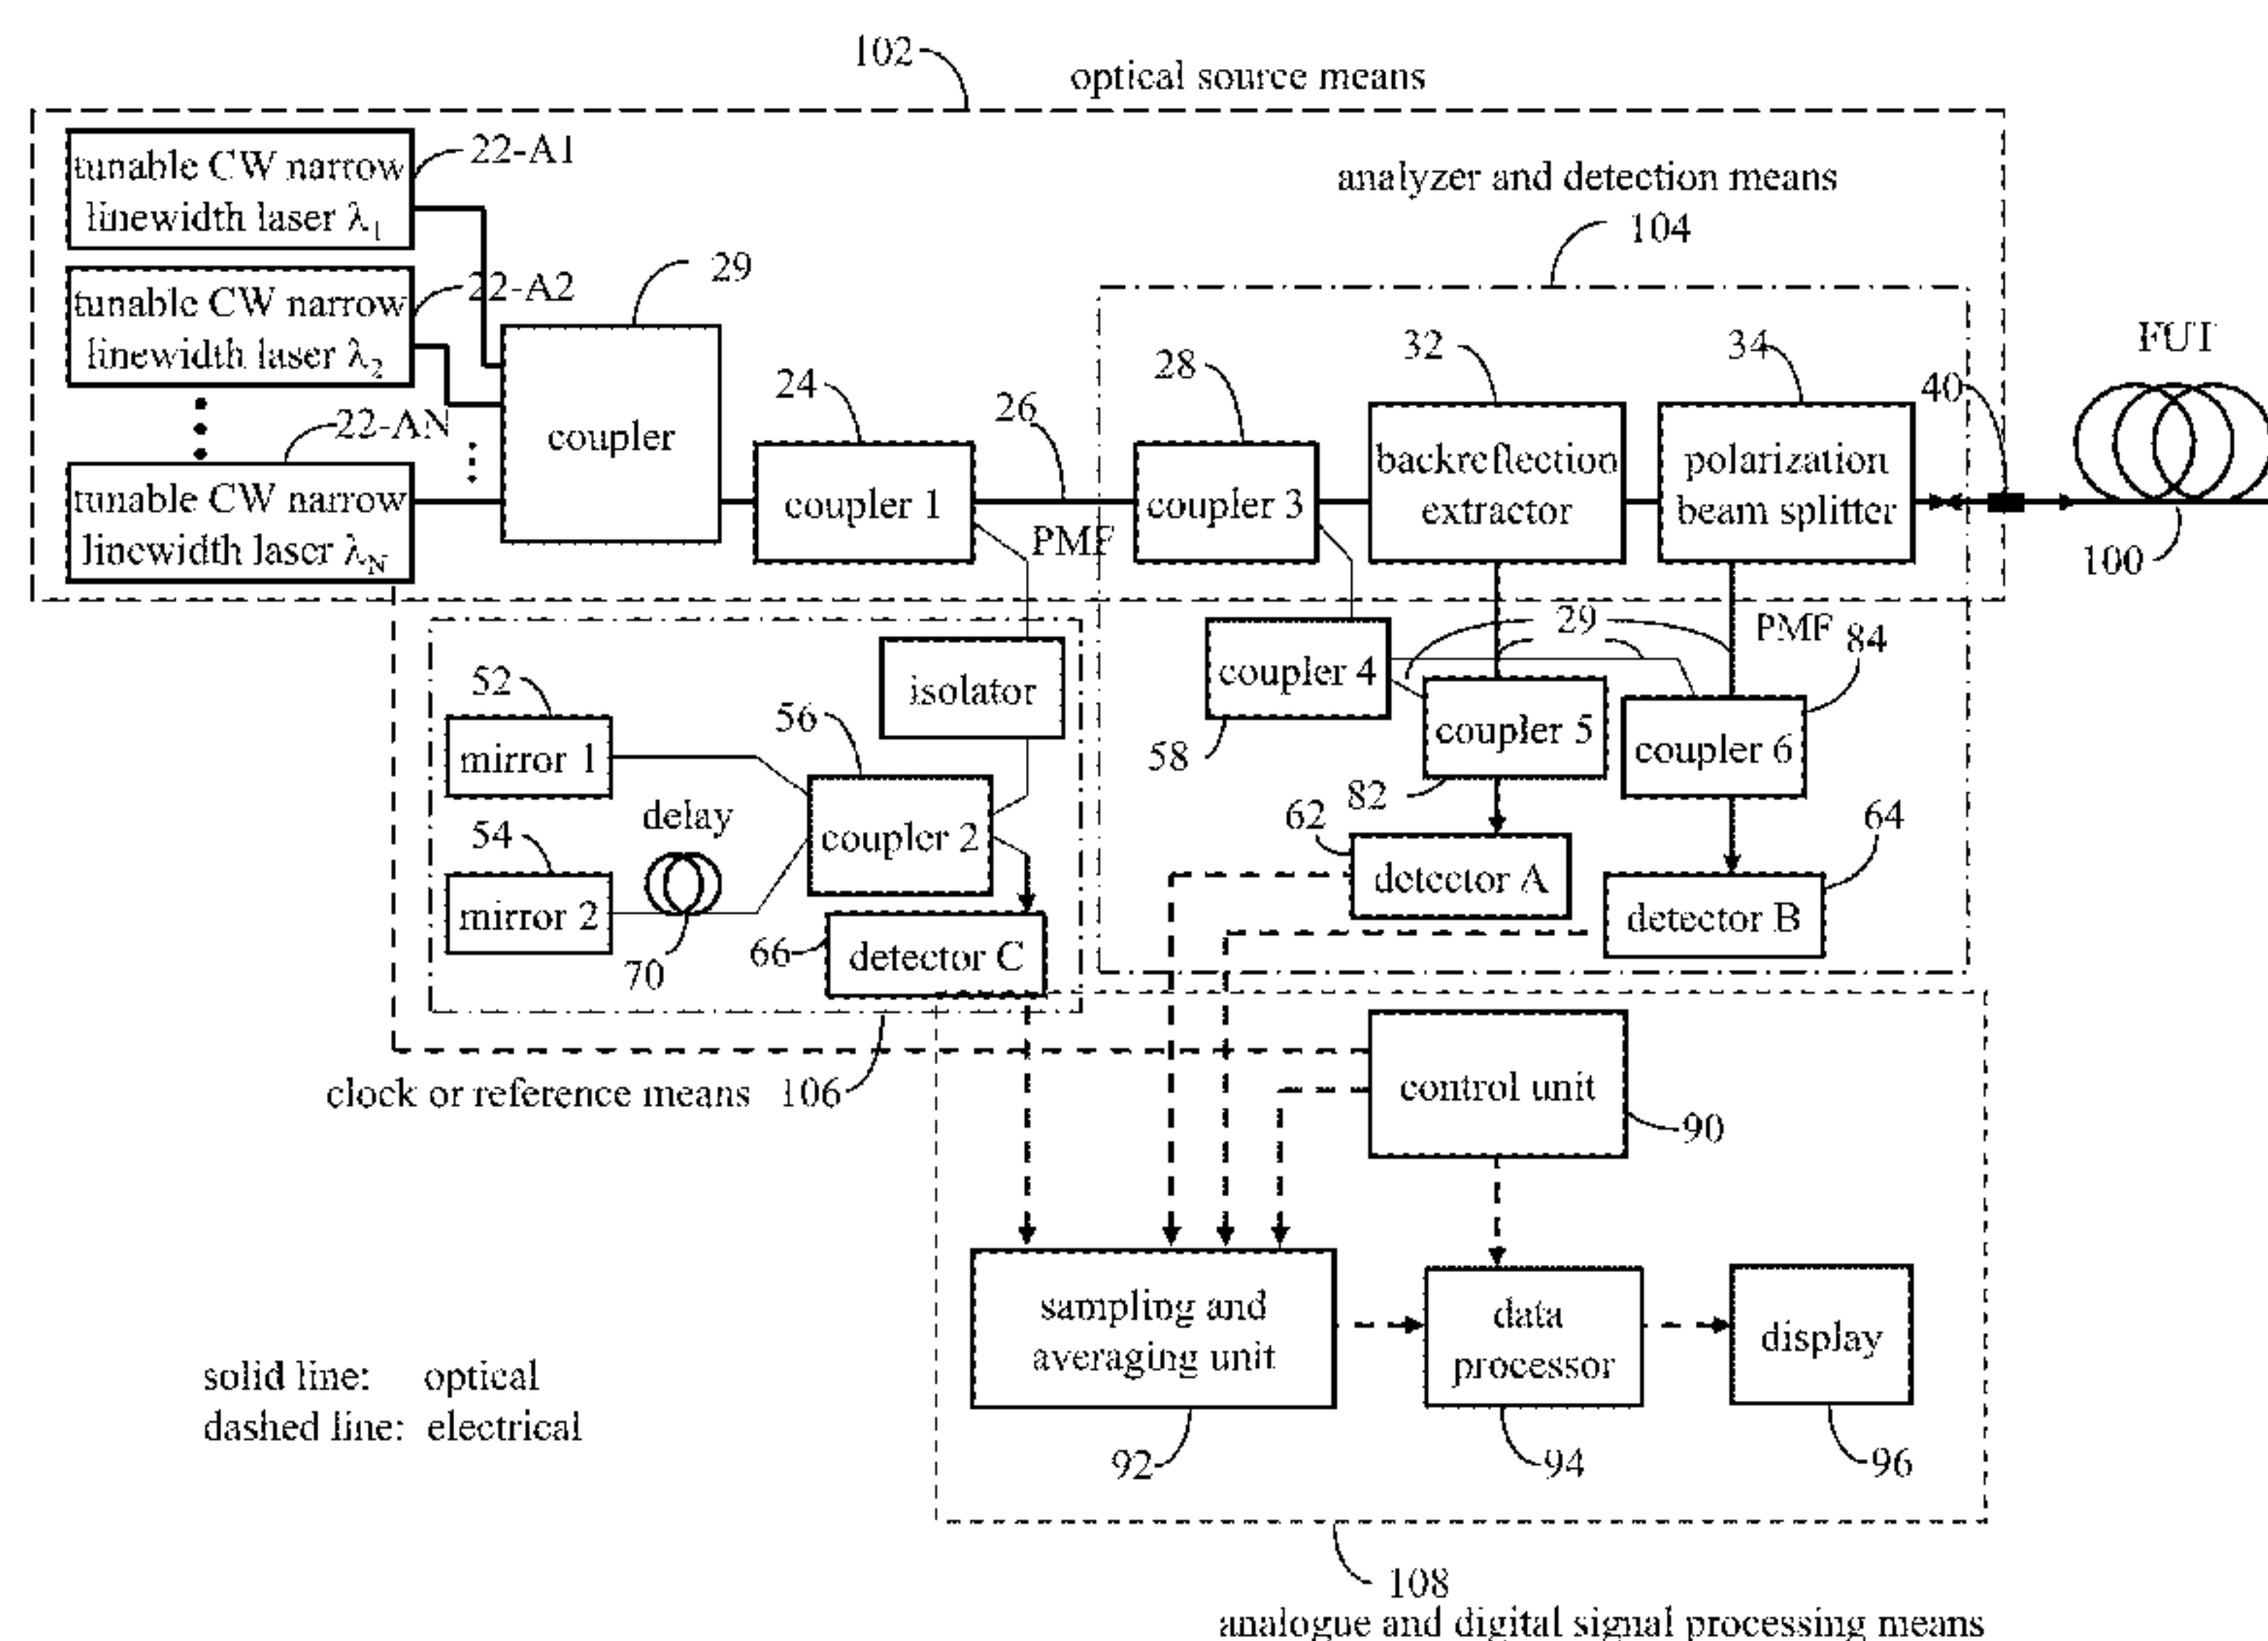 102
optical source means
tunable CW narrow
linewidth laser λ1
22-A1
analyzer and detection means
104
tunable CW narrow
linewidth laser λ2
22-A2
29
FUT
22-AN
tunable CW narrow
linewidth laser λN
coupler
24
coupler 1
26
PMF
28
coupler 3
32
backreflection
extractor
34
polarization
beam splitter
40
100
isolator
52
mirror 1
54
mirror 2
delay
70
56
coupler 2
66
detector C
coupler 4
58
29
PMF
84
coupler 5
82
coupler 6
62
detector A
64
detector B
clock or reference means 106
control unit
90
sampling and
averaging unit
92
data
processor
94
display
96
solid line: optical
dashed line: electrical
108
analogue and digital signal processing means